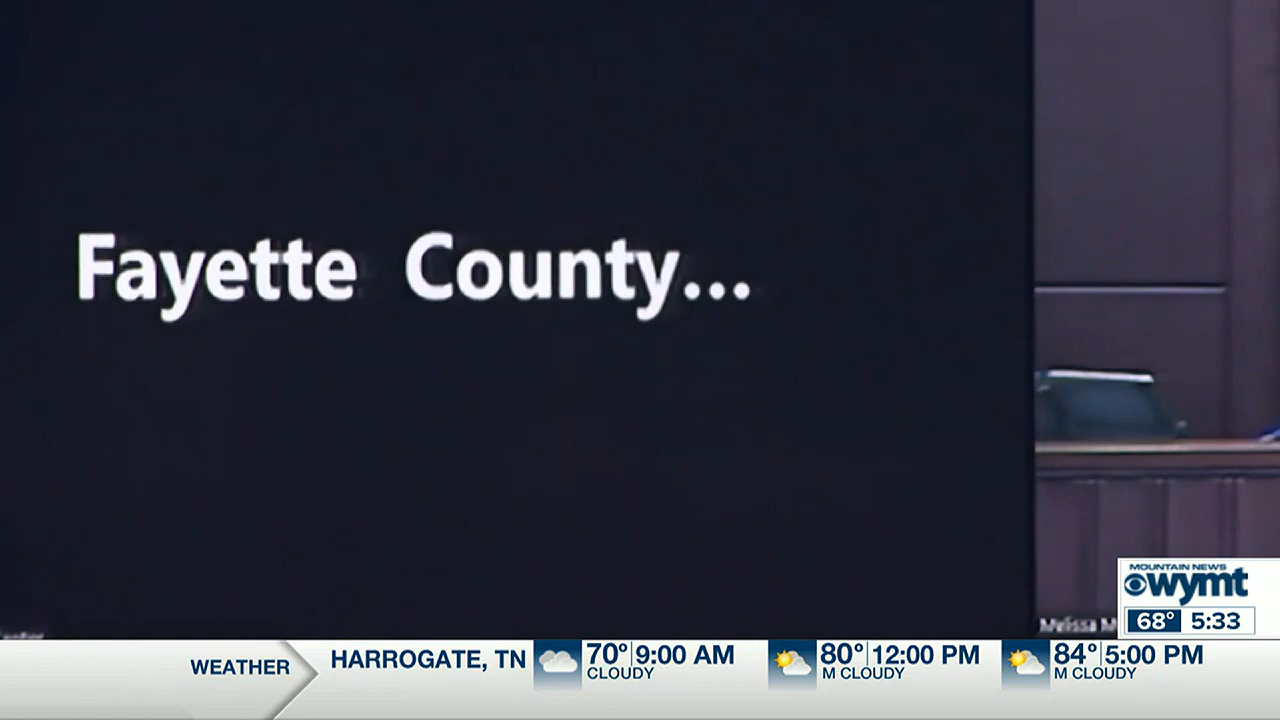 Fayette County...
Melissa M
MOUNTAIN NEWS
wymt
68° 5:33
WEATHER
HARROGATE, TN
70° 9:00 AM
CLOUDY
80° 12:00 PM
M CLOUDY
84° 5:00 PM
M CLOUDY